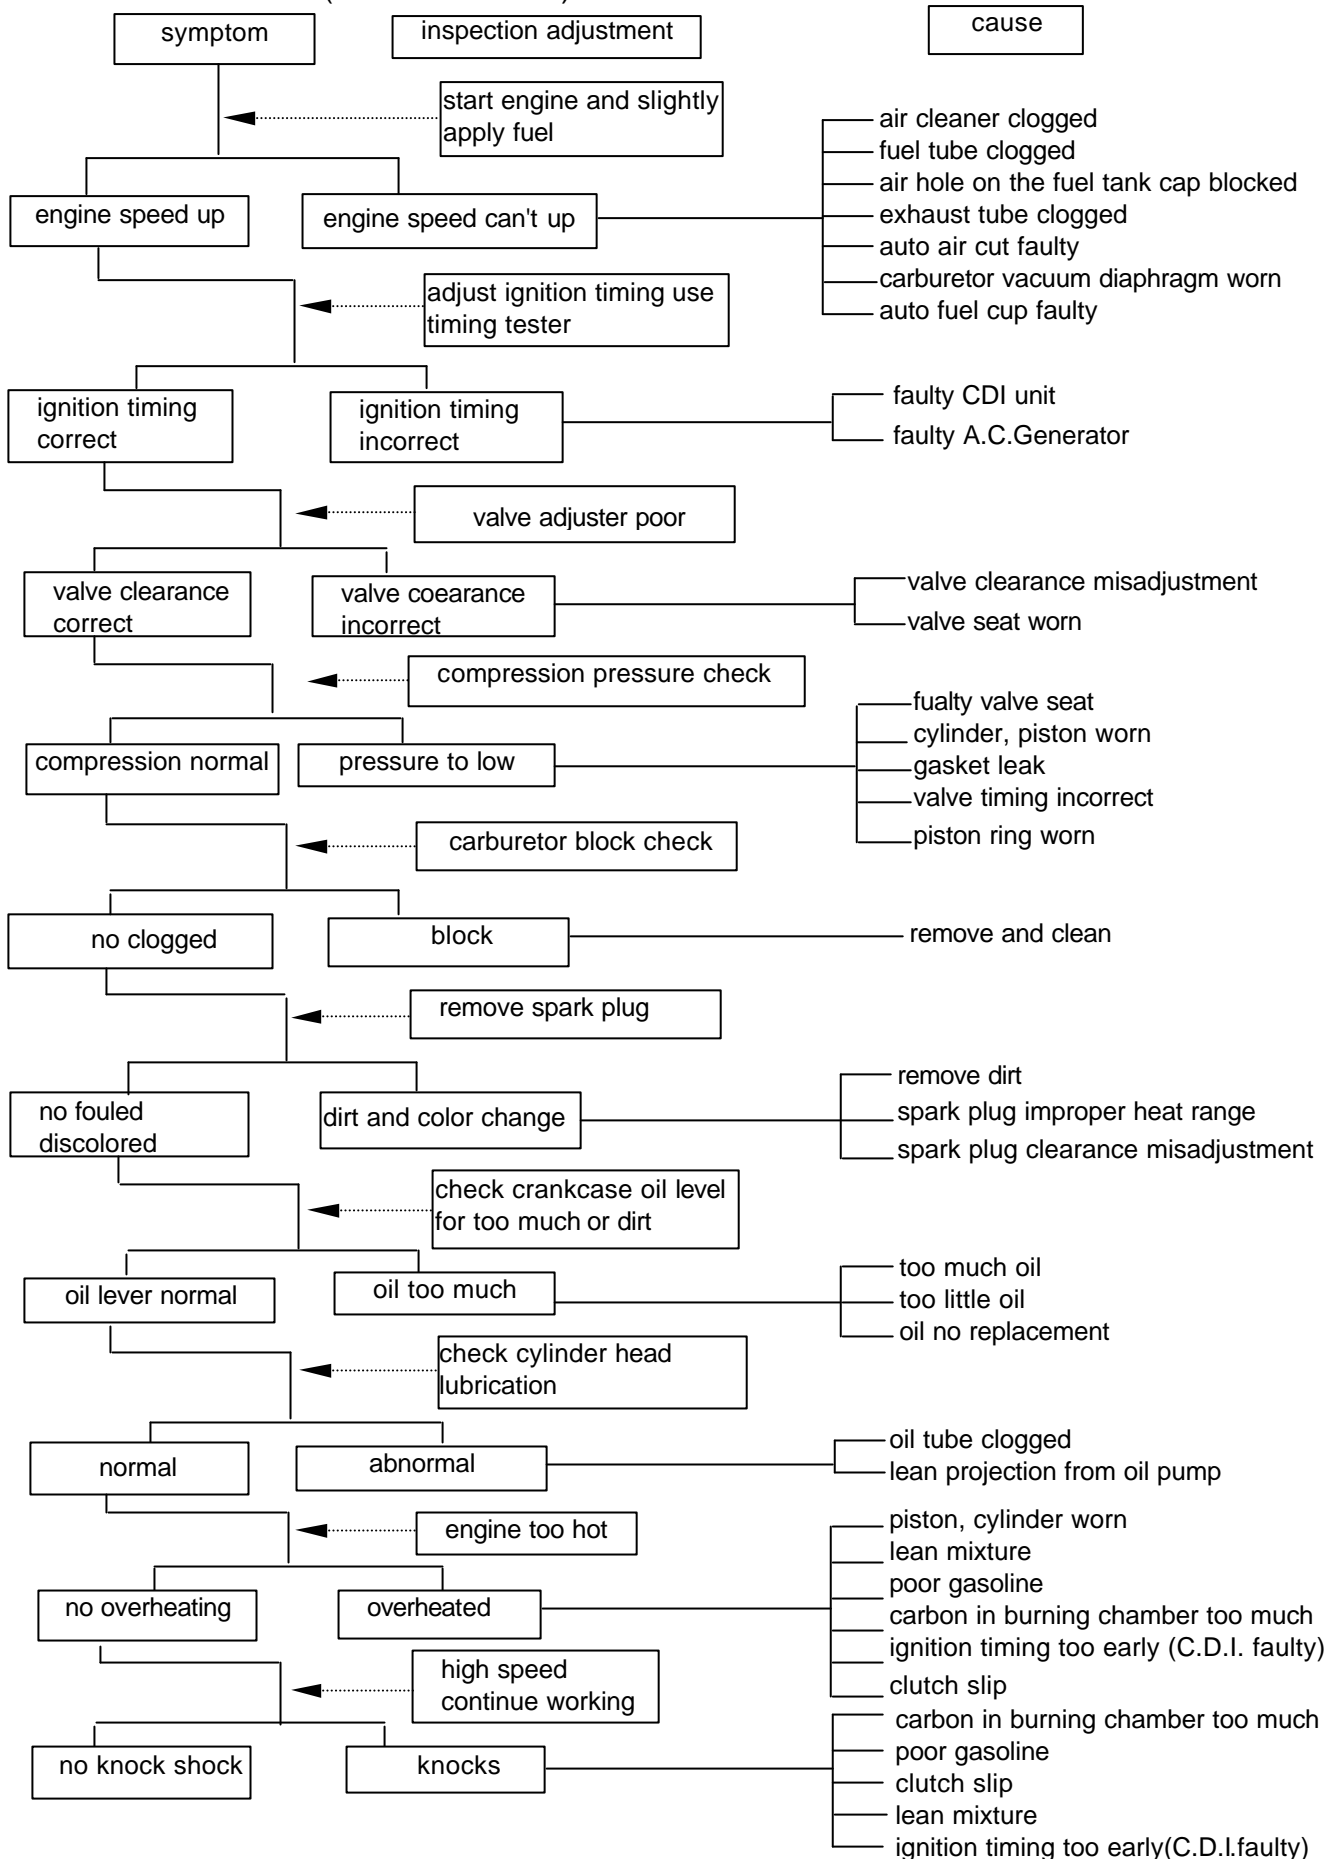 symptom
inspection adjustment
cause
start engine and slightly
apply fuel
air cleaner clogged
fuel tube clogged
air hole on the fuel tank cap blocked
exhaust tube clogged
auto air cut faulty
carburetor vacuum diaphragm worn
auto fuel cup faulty
engine speed up
engine speed can't up
adjust ignition timing use
timing tester
ignition timing
correct
ignition timing
incorrect
faulty CDI unit
faulty A.C.Generator
valve adjuster poor
valve clearance
correct
valve coearance
incorrect
valve clearance misadjustment
valve seat worn
compression pressure check
compression normal
pressure to low
fualty valve seat
cylinder, piston worn
gasket leak
valve timing incorrect
piston ring worn
carburetor block check
no clogged
block
remove and clean
remove spark plug
no fouled
discolored
dirt and color change
remove dirt
spark plug improper heat range
spark plug clearance misadjustment
check crankcase oil level
for too much or dirt
oil lever normal
oil too much
too much oil
too little oil
oil no replacement
check cylinder head
lubrication
normal
abnormal
oil tube clogged
lean projection from oil pump
engine too hot
no overheating
overheated
piston, cylinder worn
lean mixture
poor gasoline
carbon in burning chamber too much
ignition timing too early (C.D.I. faulty)
clutch slip
high speed
continue working
no knock shock
knocks
carbon in burning chamber too much
poor gasoline
clutch slip
lean mixture
ignition timing too early(C.D.I.faulty)